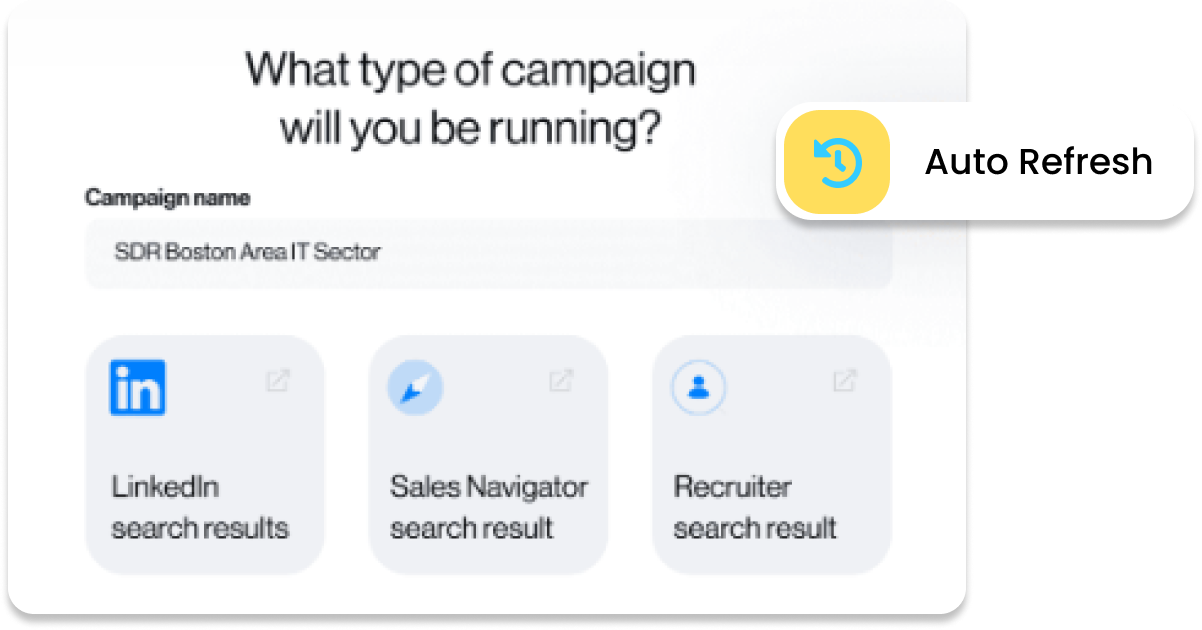 What type of campaign
will you be running?
Auto Refresh
Campaign name
SDR Boston Area IT Sector
in
LinkedIn
search results
Sales Navigator
search result
Recruiter
search result